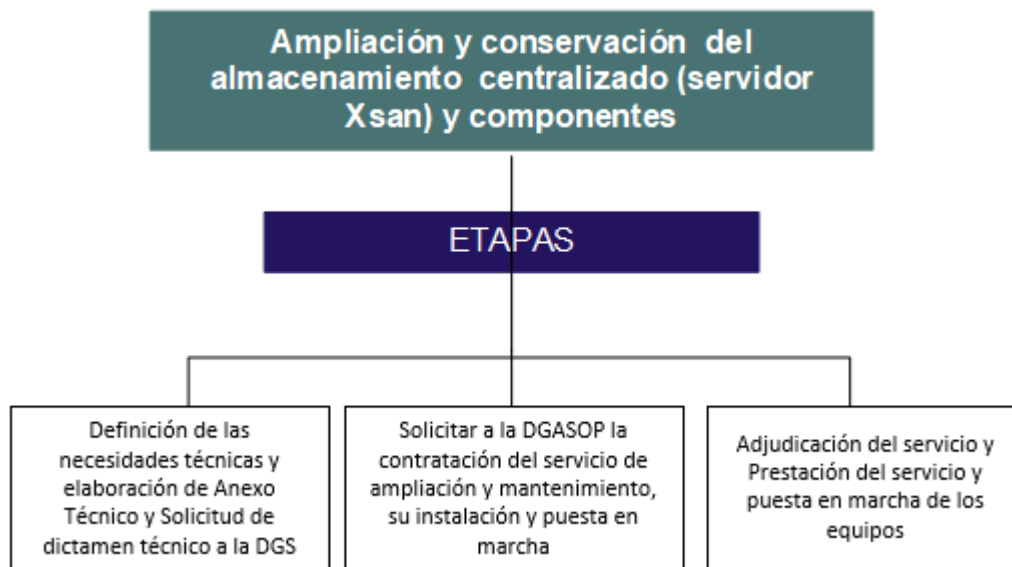 Ampliación y conservación del
almacenamiento centralizado (servidor
Xsan) y componentes
ETAPAS
Definición de las
necesidades técnicas y
elaboración de Anexo
Técnico y Solicitud de
dictamen técnico a la DGS
Solicitar a la DGASOP la
contratación del servicio de
ampliación y mantenimiento,
su instalación y puesta en
marcha
Adjudicación del servicio y
Prestación del servicio y
puesta en marcha de los
equipos